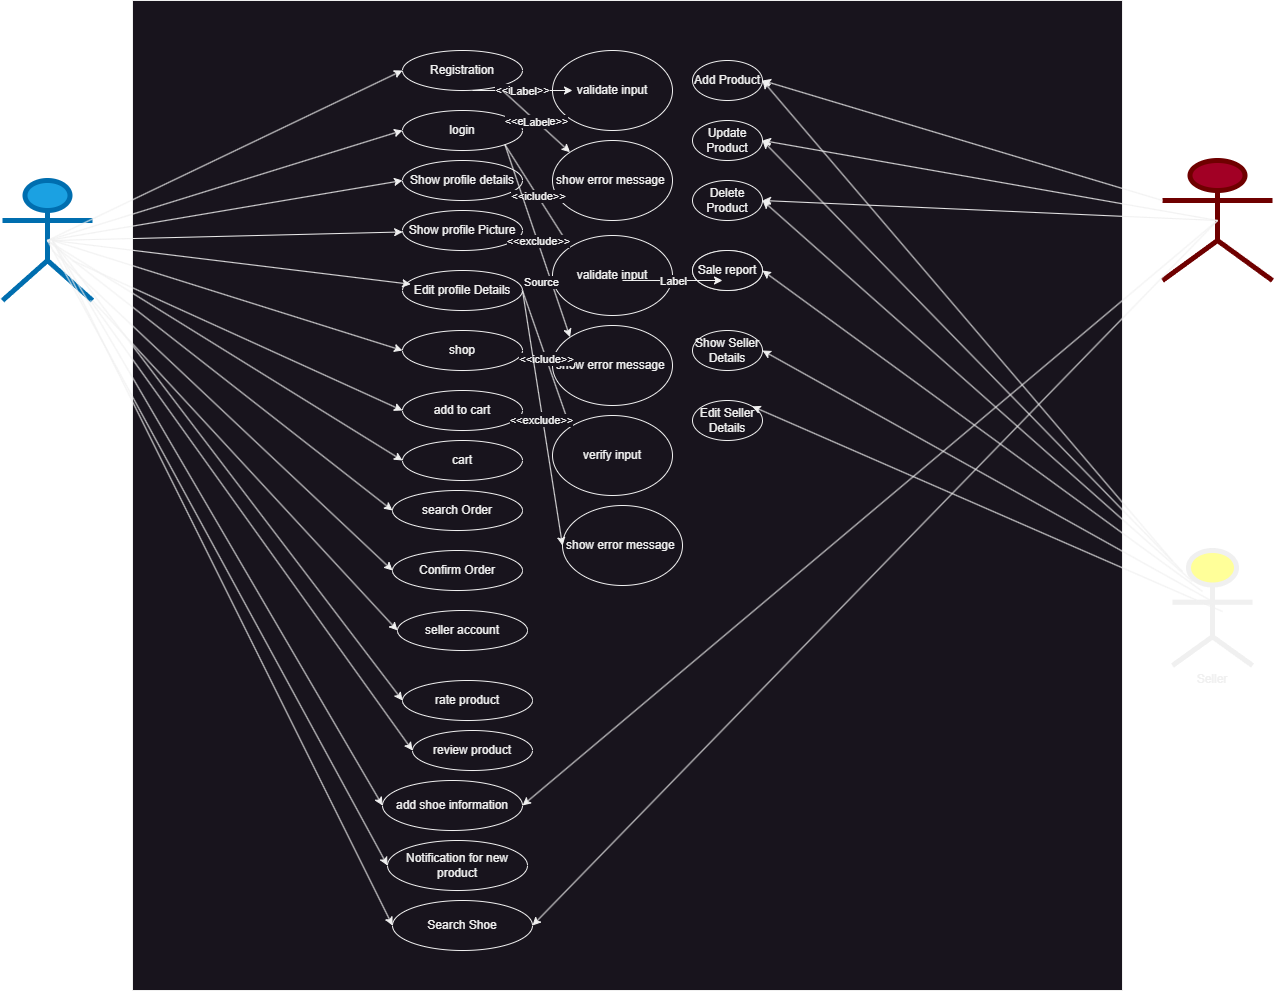 Registration
<<iLabel>>
validate input
<<eLabele>>
login
show error message
Show profile details
<<iclude>>
Show profile Picture
<<exclude>>
validate input
Source
Label
Edit profile Details
shop
<<iclude>>
show error message
add to cart
<<exclude>>
cart
verify input
search Order
show error message
Confirm Order
seller account
rate product
review product
add shoe information
Notification for new
product
Search Shoe
Add Product
Update
Product
Delete
Product
Sale report
Show Seller
Details
Edit Seller
Details
Seller